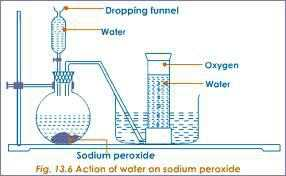 Dropping funnel
Water
Oxygen
Water
Sodium peroxide
Fig. 13.6 Action of water on sodium peroxide